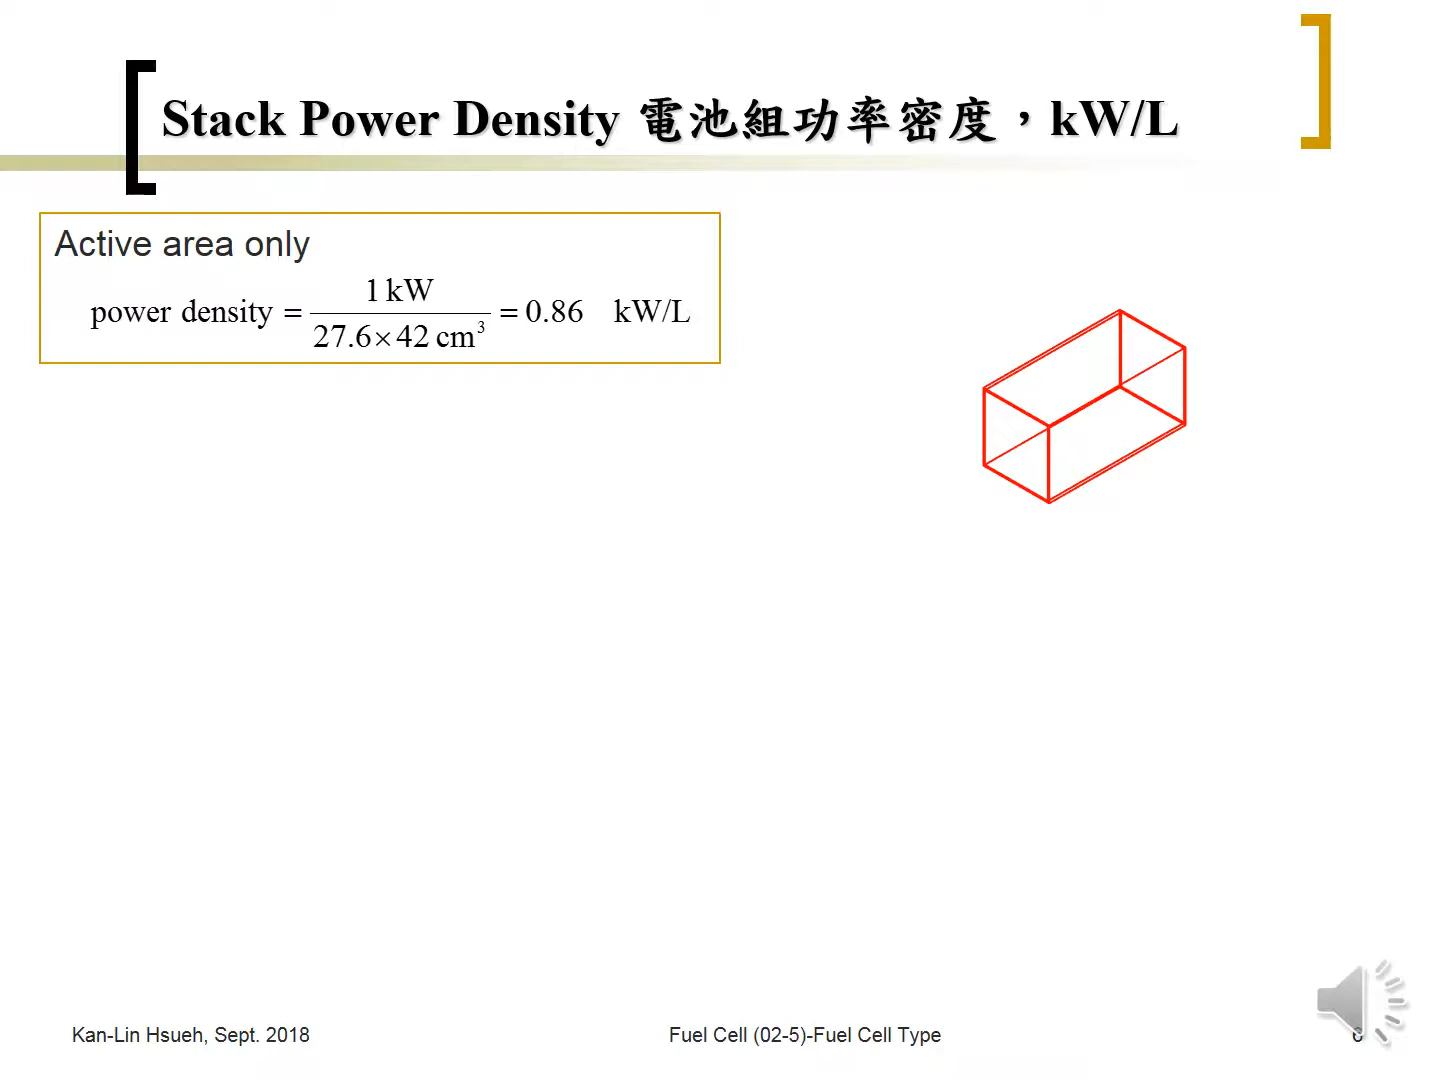 Stack Power Density 電池組功率密度，kW/L
Active area only
power density = 1 kW / 27.6×42 cm³ = 0.86 kW/L
Kan-Lin Hsueh, Sept. 2018
Fuel Cell (02-5)-Fuel Cell Type
6